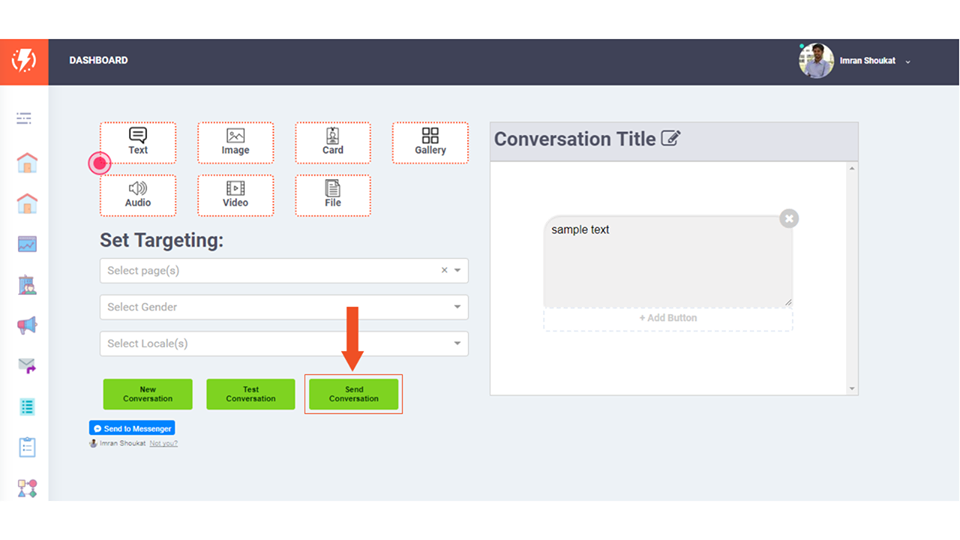 DASHBOARD
Imran Shoukat
Text
Image
Card
Gallery
Audio
Video
File
Set Targeting:
Select page(s)
Select Gender
Select Locale(s)
New
Conversation
Test
Conversation
Send
Conversation
Send to Messenger
Imran Shoukat Not you?
Conversation Title
sample text
+ Add Button